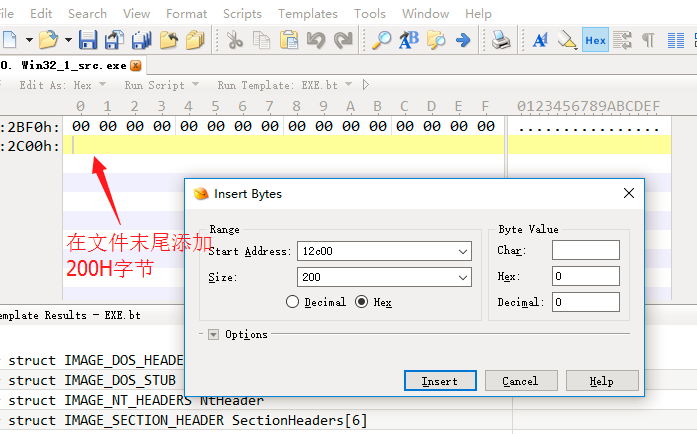 File Edit Search View Format Scripts Templates Tools Window Help
Hex
0. Win32_1_src.exe
Edit As: Hex Run Script Run Template: EXE.bt
0 1 2 3 4 5 6 7 8 9 A B C D E F 0123456789ABCDEF
:2BF0h: 00 00 00 00 00 00 00 00 00 00 00 00 00 00 00 00 ................
:2C00h:
在文件末尾添加
200H字节
Insert Bytes
Range
Start Address: 12c00
Size: 200
Decimal Hex
Options
Byte Value
Char:
Hex: 0
Decimal: 0
Insert Cancel Help
emplate Results - EXE.bt
struct IMAGE_DOS_HEADE
struct IMAGE_DOS_STUB
struct IMAGE_NT_HEADERS NtHeader
struct IMAGE_SECTION_HEADER SectionHeaders[6]